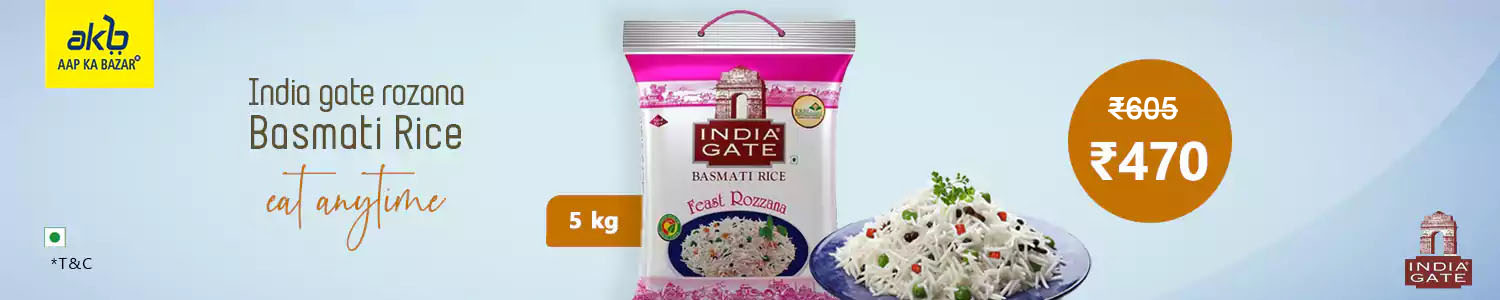 akb
AAP KA BAZAR
India gate rozana
Basmati Rice
eat anytime
*T&C
5 kg
INDIA
GATE
BASMATI RICE
Feast Rozzana
₹605
₹470
INDIA
GATE